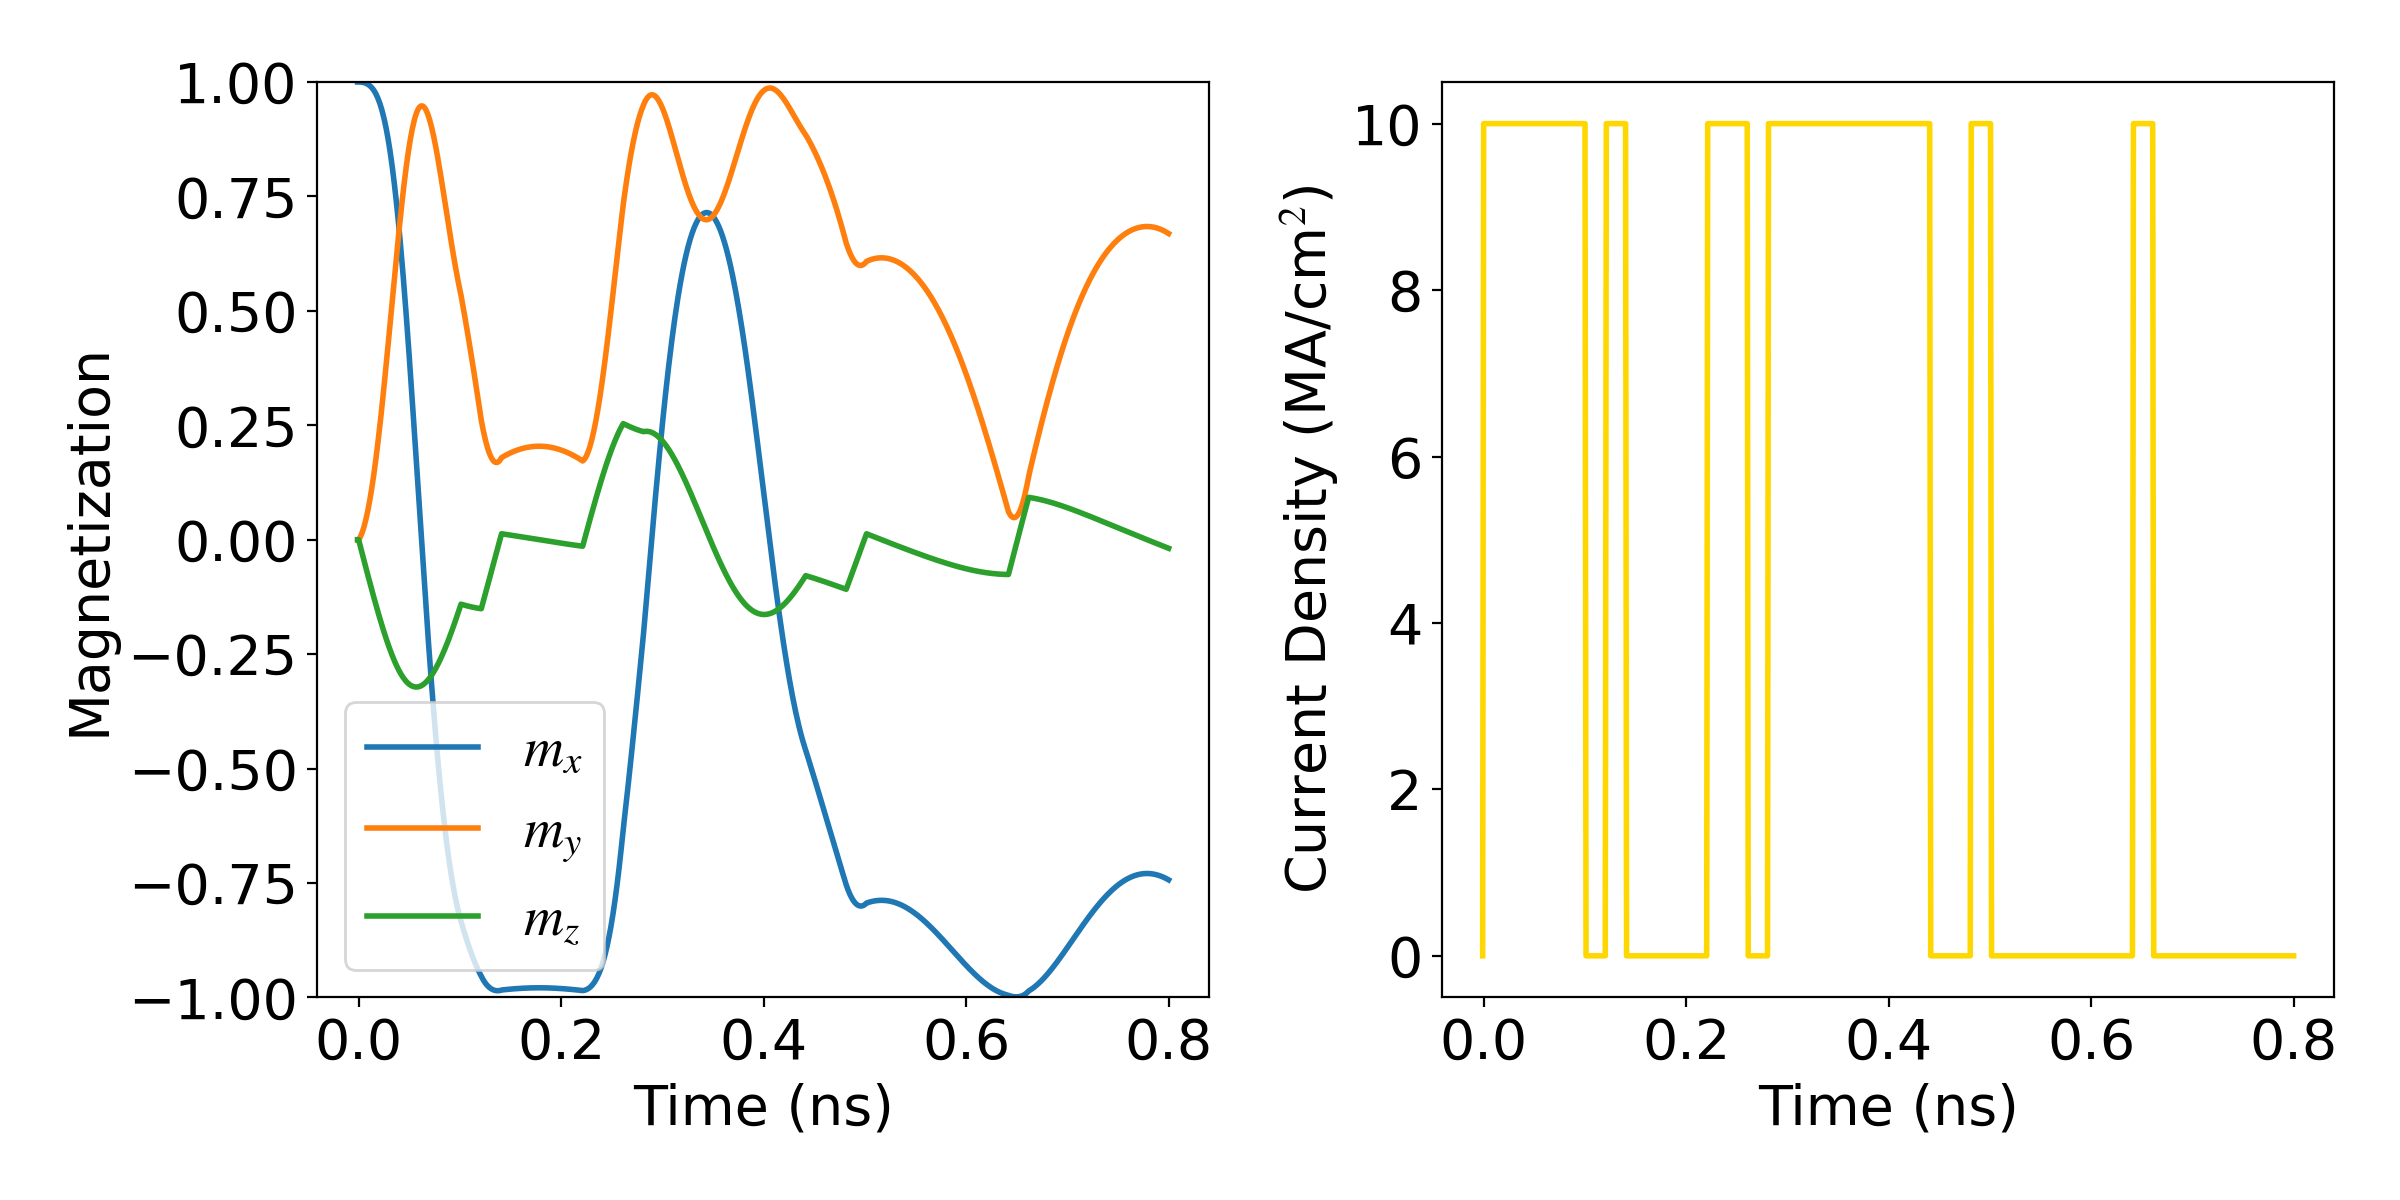 1.00
0.75
0.50
0.25
0.00
−0.25
−0.50
−0.75
−1.00
Magnetization
m_x
m_y
m_z
0.0 0.2 0.4 0.6 0.8
Time (ns)
10
8
6
4
2
0
Current Density (MA/cm²)
0.0 0.2 0.4 0.6 0.8
Time (ns)